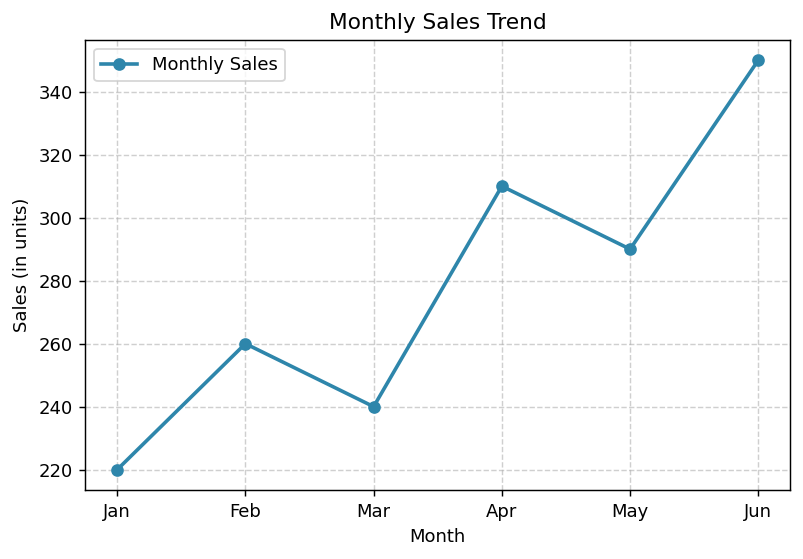 Monthly Sales Trend
Monthly Sales
340
320
300
280
260
240
220
Sales (in units)
Jan Feb Mar Apr May Jun
Month